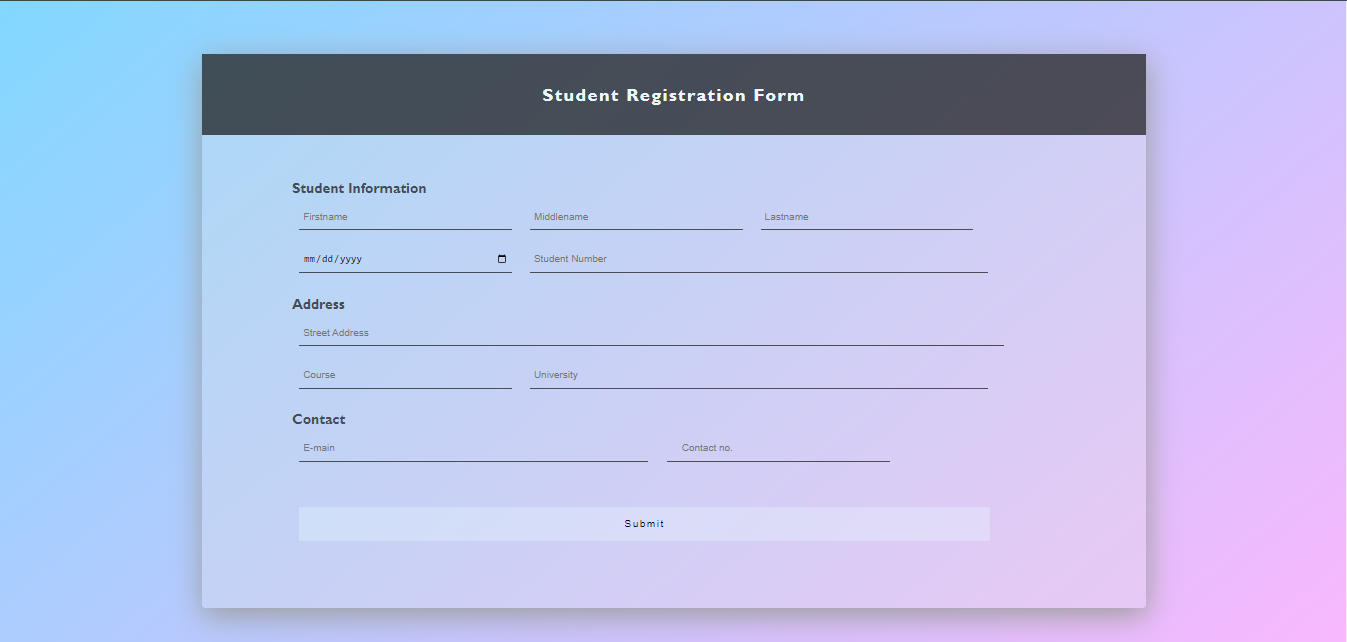 Student Registration Form
Student Information
Firstname Middlename Lastname
mm/dd/yyyy Student Number
Address
Street Address
Course University
Contact
E-main Contact no.
Submit